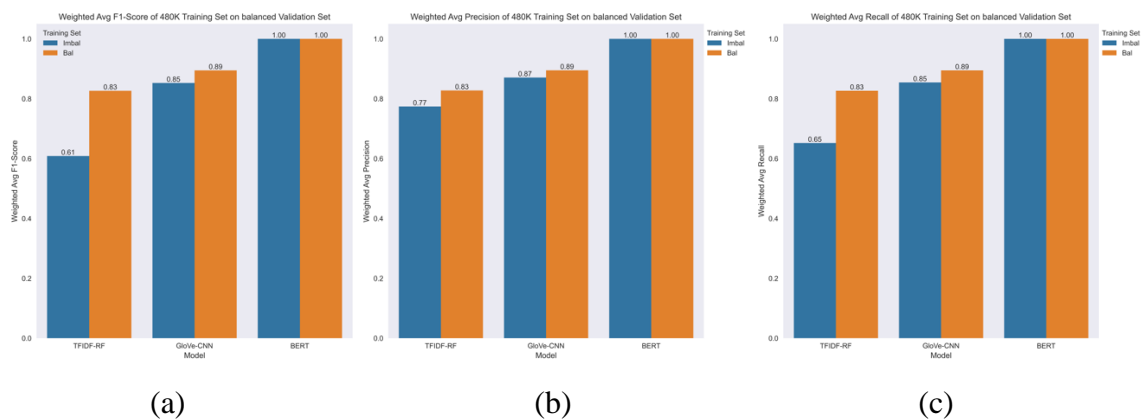 Weighted Avg F1-Score of 480K Training Set on balanced Validation Set
Training Set
Imbal
Bal
1.0
0.8
0.6
0.4
0.2
0.0
Weighted Avg F1-Score
0.61
0.83
0.85
0.89
1.00
1.00
TFIDF-RF
GloVe-CNN
BERT
Model
(a)
Weighted Avg Precision of 480K Training Set on balanced Validation Set
Training Set
Imbal
Bal
1.0
0.8
0.6
0.4
0.2
0.0
Weighted Avg Precision
0.77
0.83
0.87
0.89
1.00
1.00
TFIDF-RF
GloVe-CNN
BERT
Model
(b)
Weighted Avg Recall of 480K Training Set on balanced Validation Set
Training Set
Imbal
Bal
1.0
0.8
0.6
0.4
0.2
0.0
Weighted Avg Recall
0.65
0.83
0.85
0.89
1.00
1.00
TFIDF-RF
GloVe-CNN
BERT
Model
(c)